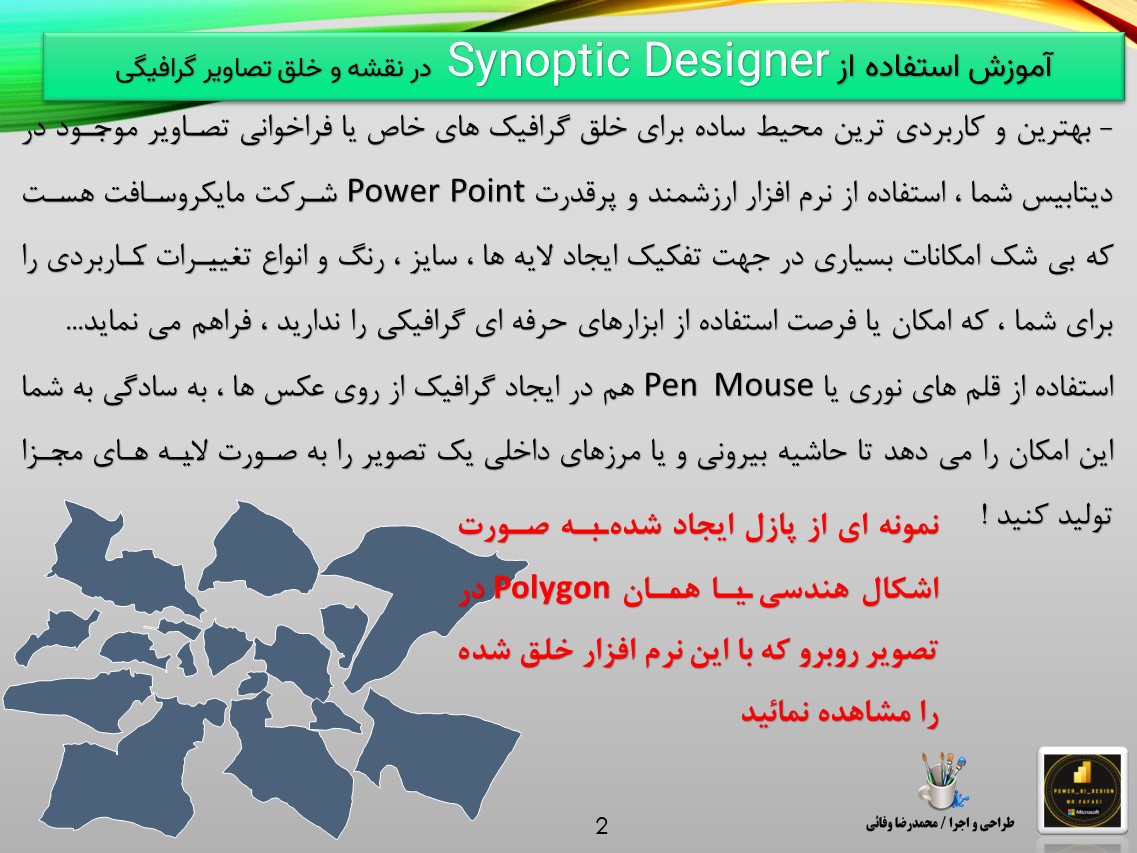 آموزش استفاده از Synoptic Designer در نقشه و خلق تصاویر گرافیگی
- بهترین و کاربردی ترین محیط ساده برای خلق گرافیک های خاص یا فراخوانی تصاویر موجود در
دیتابیس شما ، استفاده از نرم افزار ارزشمند و پرقدرت Power Point شرکت مایکروسافت هست
که بی شک امکانات بسیاری در جهت تفکیک ایجاد لایه ها ، سایز ، رنگ و انواع تغییرات کاربردی را
برای شما ، که امکان یا فرصت استفاده از ابزارهای حرفه ای گرافیکی را ندارید ، فراهم می نماید...
استفاده از قلم های نوری یا Pen Mouse هم در ایجاد گرافیک از روی عکس ها ، به سادگی به شما
این امکان را می دهد تا حاشیه بیرونی و یا مرزهای داخلی یک تصویر را به صورت لایه های مجزا
تولید کنید !
نمونه ای از پازل ایجاد شده به صورت
اشکال هندسی یا همان Polygon در
تصویر روبرو که با این نرم افزار خلق شده
را مشاهده نمائید
POWER_BI_DESIGN
MR.VAFAEI
Microsoft
طراحی و اجرا / محمدرضا وفائی
2